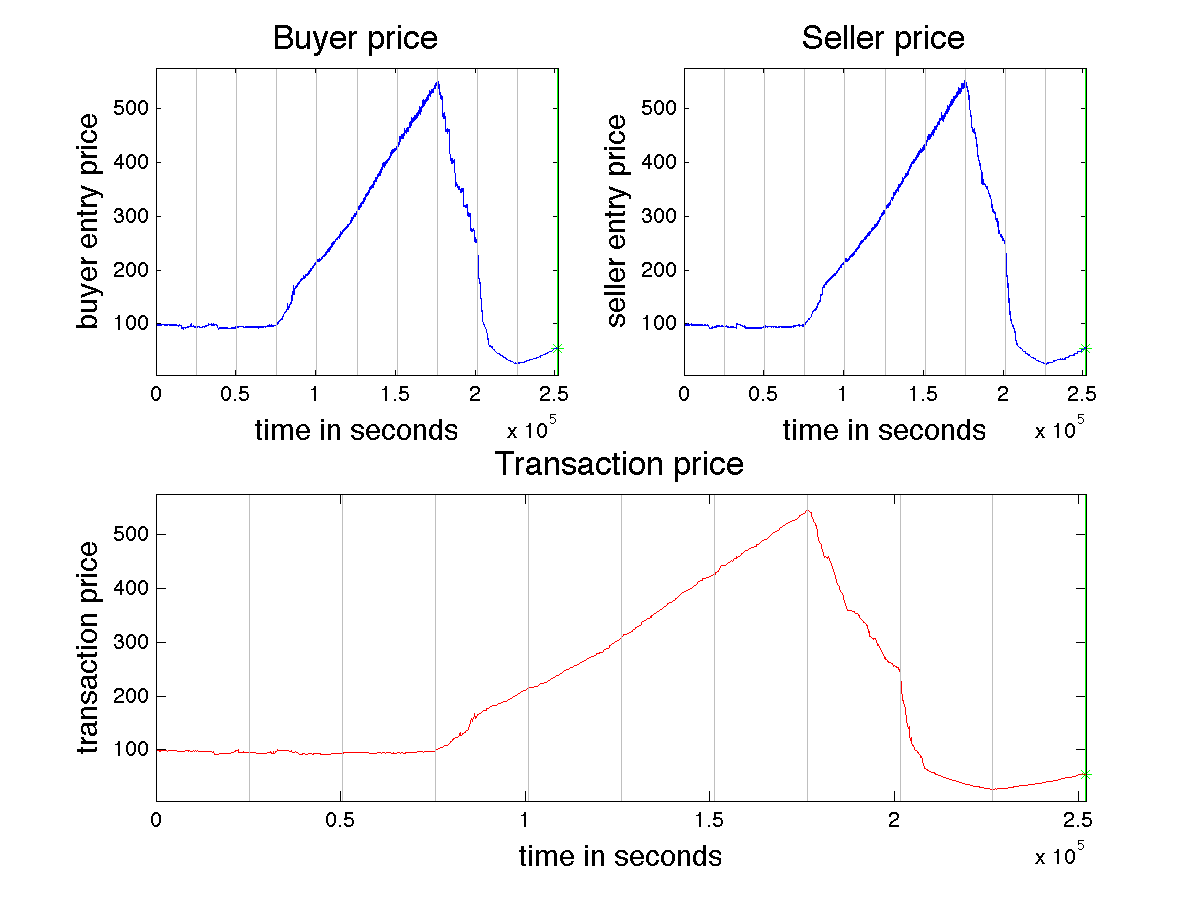 Buyer price
buyer entry price
500
400
300
200
100
0 0.5 1 1.5 2 2.5
time in seconds
x 10^5
Seller price
seller entry price
500
400
300
200
100
0 0.5 1 1.5 2 2.5
time in seconds
x 10^5
Transaction price
transaction price
500
400
300
200
100
0 0.5 1 1.5 2 2.5
time in seconds
x 10^5